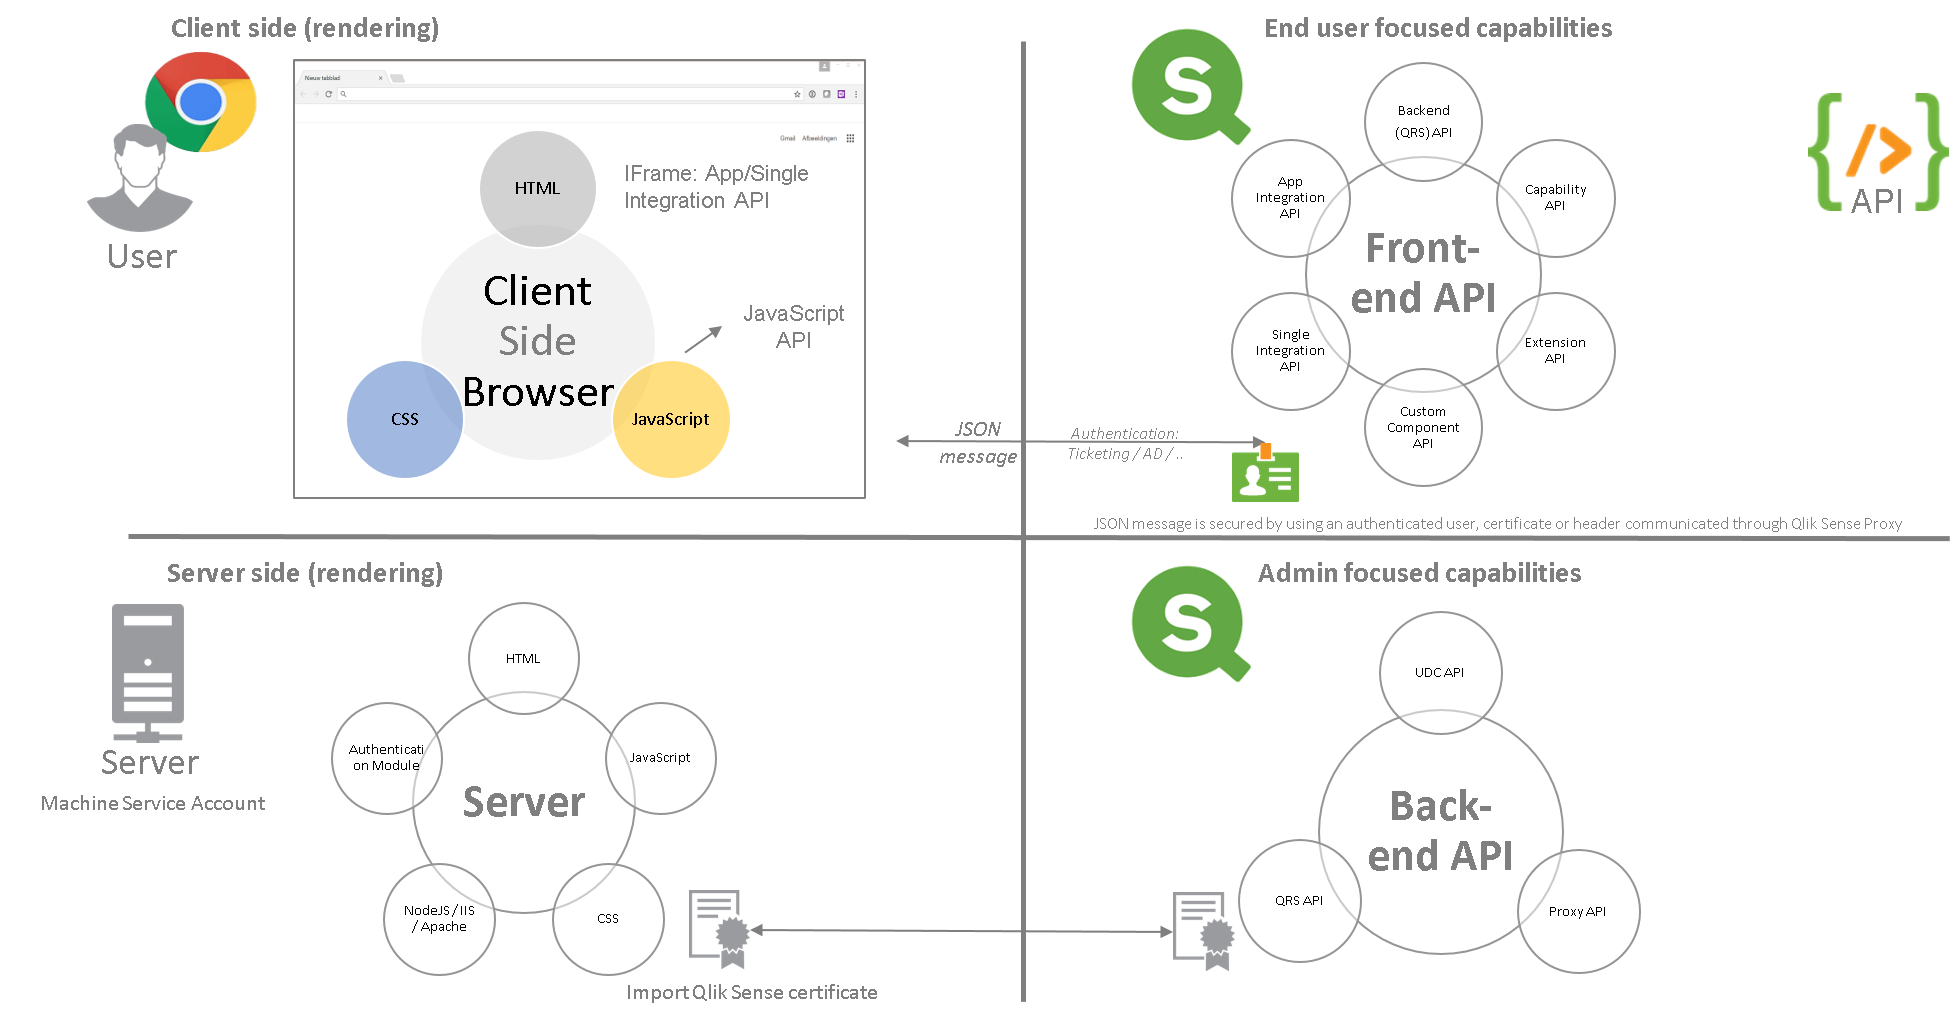 Client side (rendering)
End user focused capabilities
Nieuw tabblad
Gmail Afbeeldingen
User
HTML
IFrame: App/Single
Integration API
Client
Side
Browser
JavaScript
API
CSS
JavaScript
S
Backend
(QRS) API
App
Integration
API
Capability
API
Front-
end API
Single
Integration
API
Extension
API
Custom
Component
API
</>
API
JSON
message
Authentication:
Ticketing / AD / ..
JSON message is secured by using an authenticated user, certificate or header communicated through Qlik Sense Proxy
Server side (rendering)
Admin focused capabilities
Server
Machine Service Account
HTML
Authenticati
on Module
JavaScript
Server
NodeJS / IIS
/ Apache
CSS
Import Qlik Sense certificate
S
UDC API
Back-
end API
QRS API
Proxy API